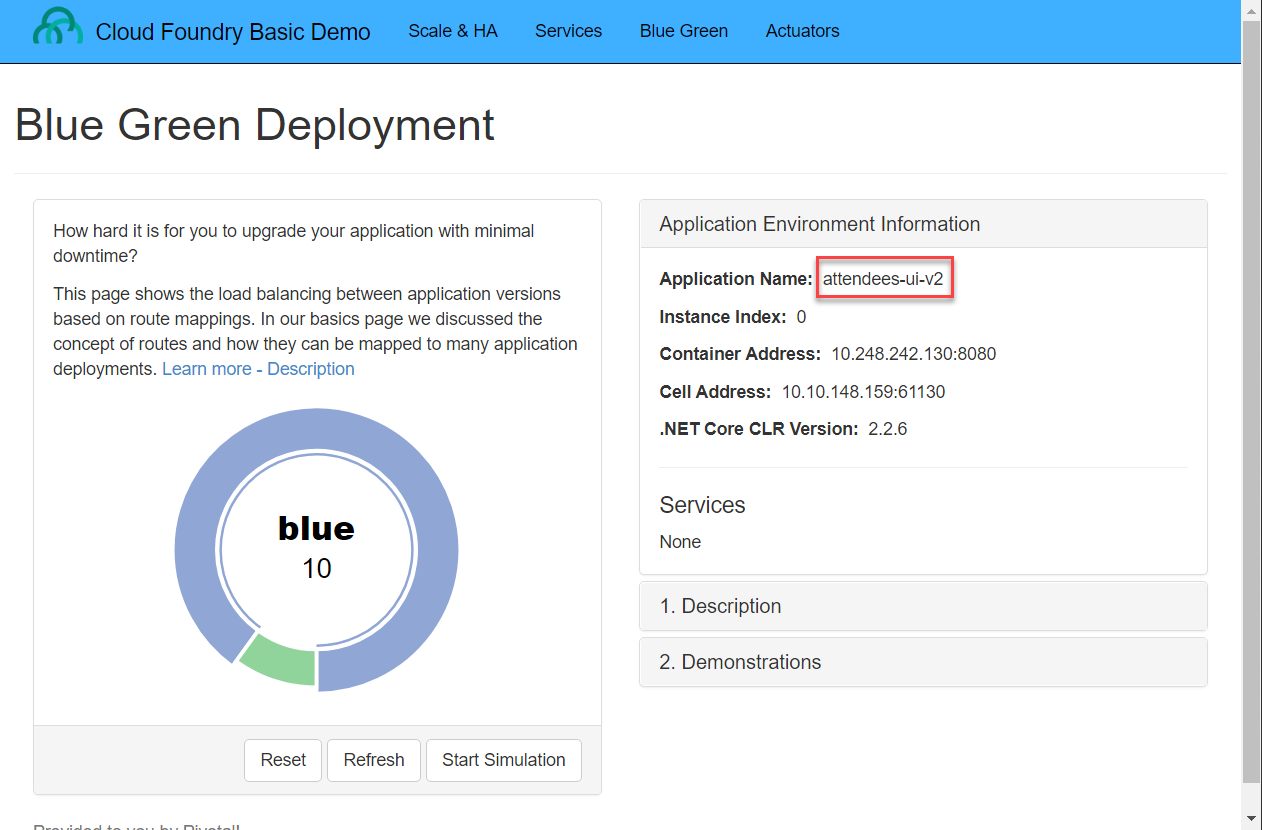 Cloud Foundry Basic Demo Scale & HA Services Blue Green Actuators
Blue Green Deployment
How hard it is for you to upgrade your application with minimal
downtime?
This page shows the load balancing between application versions
based on route mappings. In our basics page we discussed the
concept of routes and how they can be mapped to many application
deployments. Learn more - Description
blue
10
Reset Refresh Start Simulation
Application Environment Information
Application Name: attendees-ui-v2
Instance Index: 0
Container Address: 10.248.242.130:8080
Cell Address: 10.10.148.159:61130
.NET Core CLR Version: 2.2.6
Services
None
1. Description
2. Demonstrations
Provided to you by Pivotal!